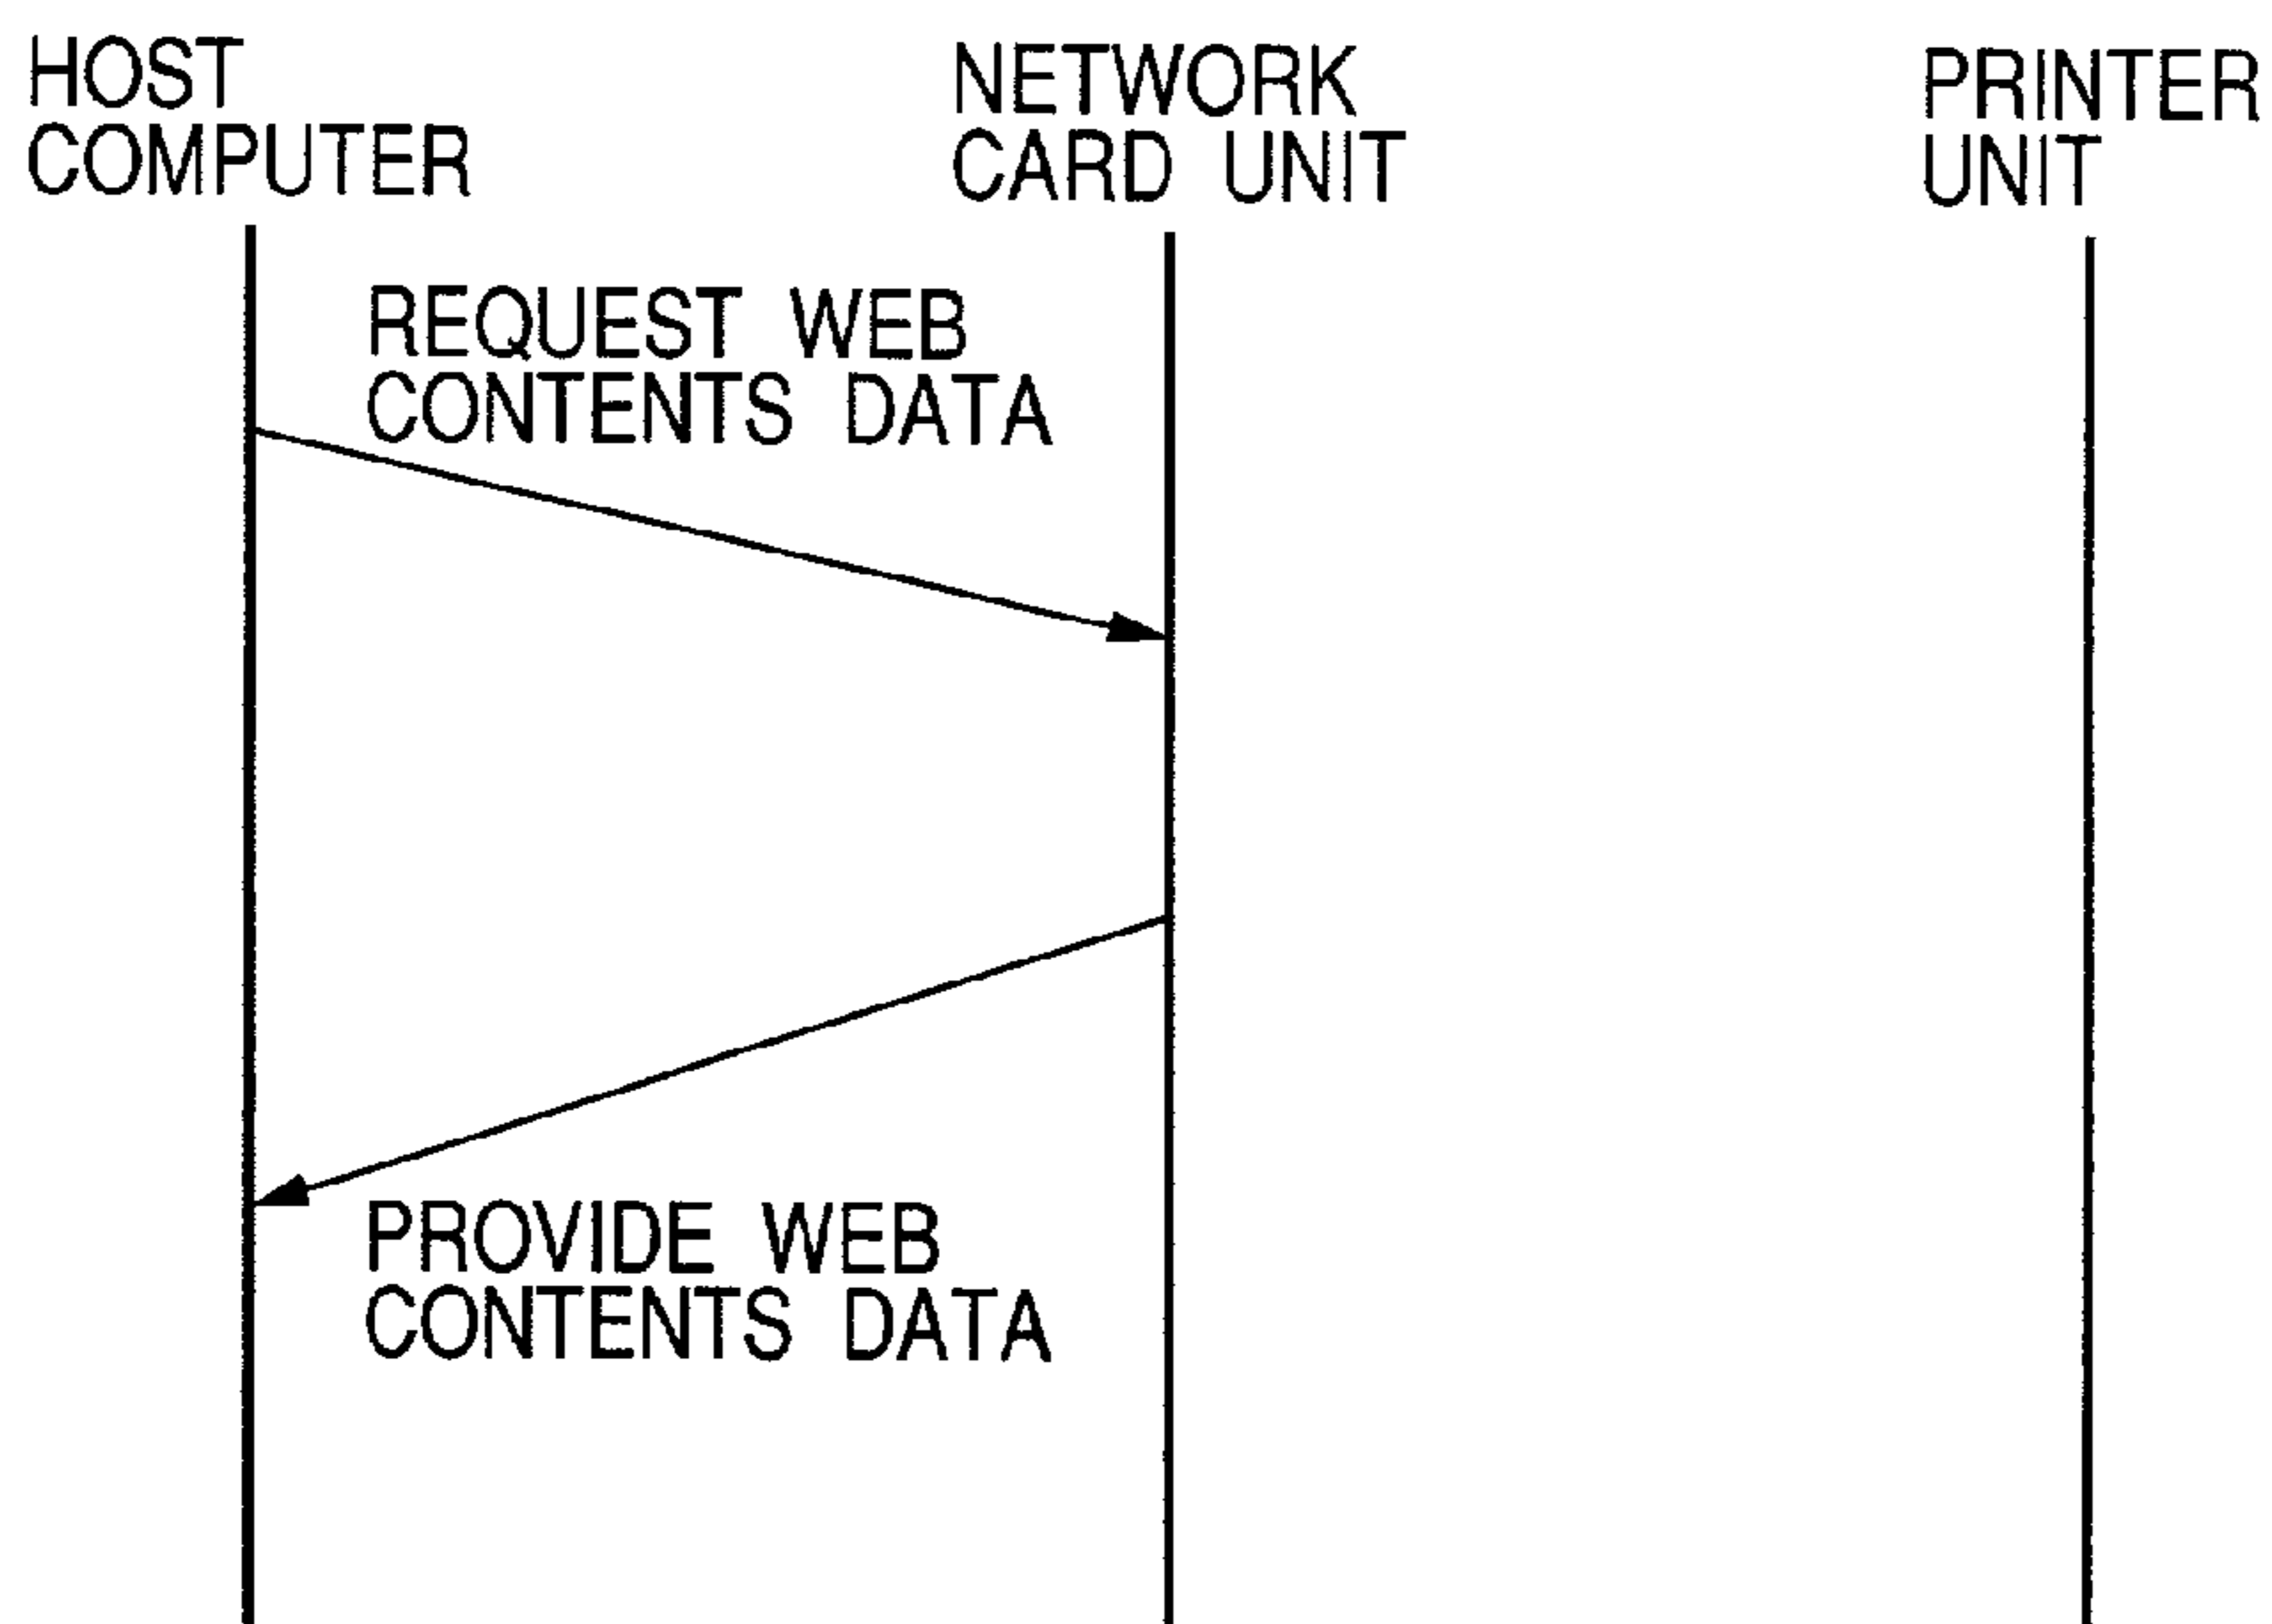 HOST
COMPUTER
NETWORK
CARD UNIT
PRINTER
UNIT
REQUEST WEB
CONTENTS DATA
PROVIDE WEB
CONTENTS DATA